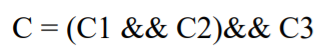 C = (C1 && C2)&& C3